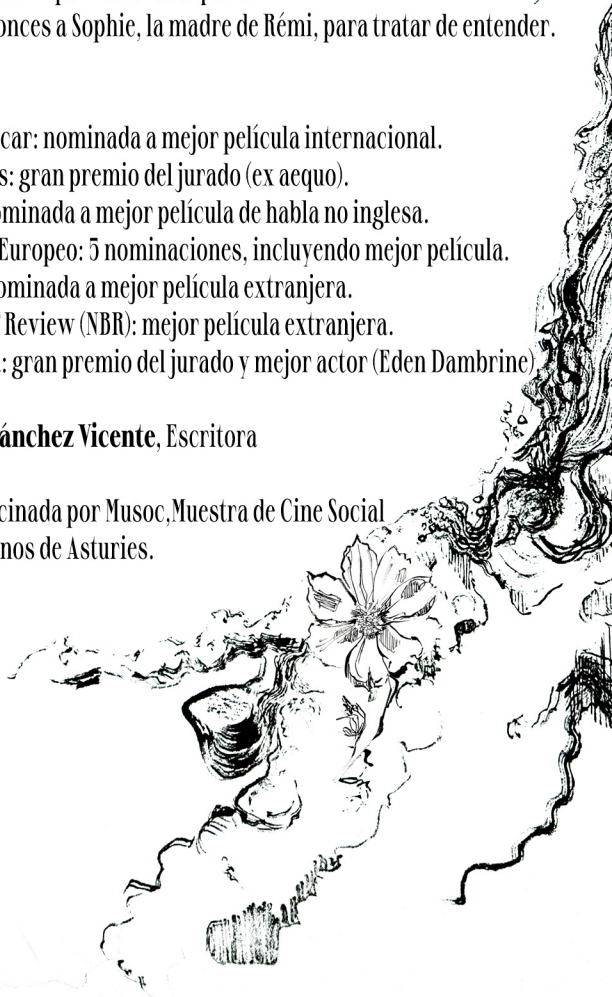 onces a Sophie, la madre de Rémi, para tratar de entender.
car: nominada a mejor película internacional.
s: gran premio del jurado (ex aequo).
ominada a mejor película de habla no inglesa.
Europeo: 5 nominaciones, incluyendo mejor película.
ominada a mejor película extranjera.
Review (NBR): mejor película extranjera.
: gran premio del jurado y mejor actor (Eden Dambrine)
ánchez Vicente, Escritora
cinada por Musoc,Muestra de Cine Social
nos de Asturies.